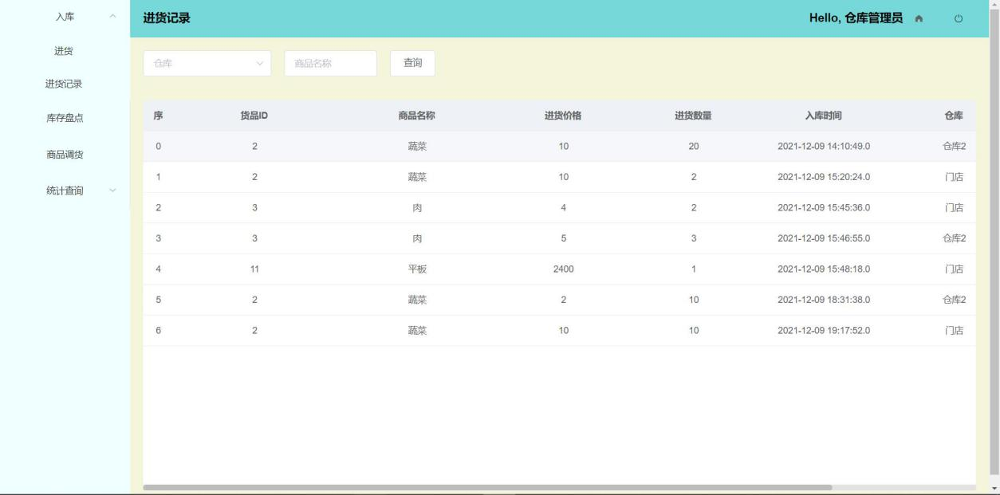 入库
进货
进货记录
库存盘点
商品调货
统计查询
进货记录 Hello, 仓库管理员
仓库 商品名称 查询
序 货品ID 商品名称 进货价格 进货数量 入库时间 仓库
0 2 蔬菜 10 20 2021-12-09 14:10:49.0 仓库2
1 2 蔬菜 10 2 2021-12-09 15:20:24.0 门店
2 3 肉 4 2 2021-12-09 15:45:36.0 门店
3 3 肉 5 3 2021-12-09 15:46:55.0 仓库2
4 11 平板 2400 1 2021-12-09 15:48:18.0 门店
5 2 蔬菜 2 10 2021-12-09 18:31:38.0 仓库2
6 2 蔬菜 10 10 2021-12-09 19:17:52.0 门店